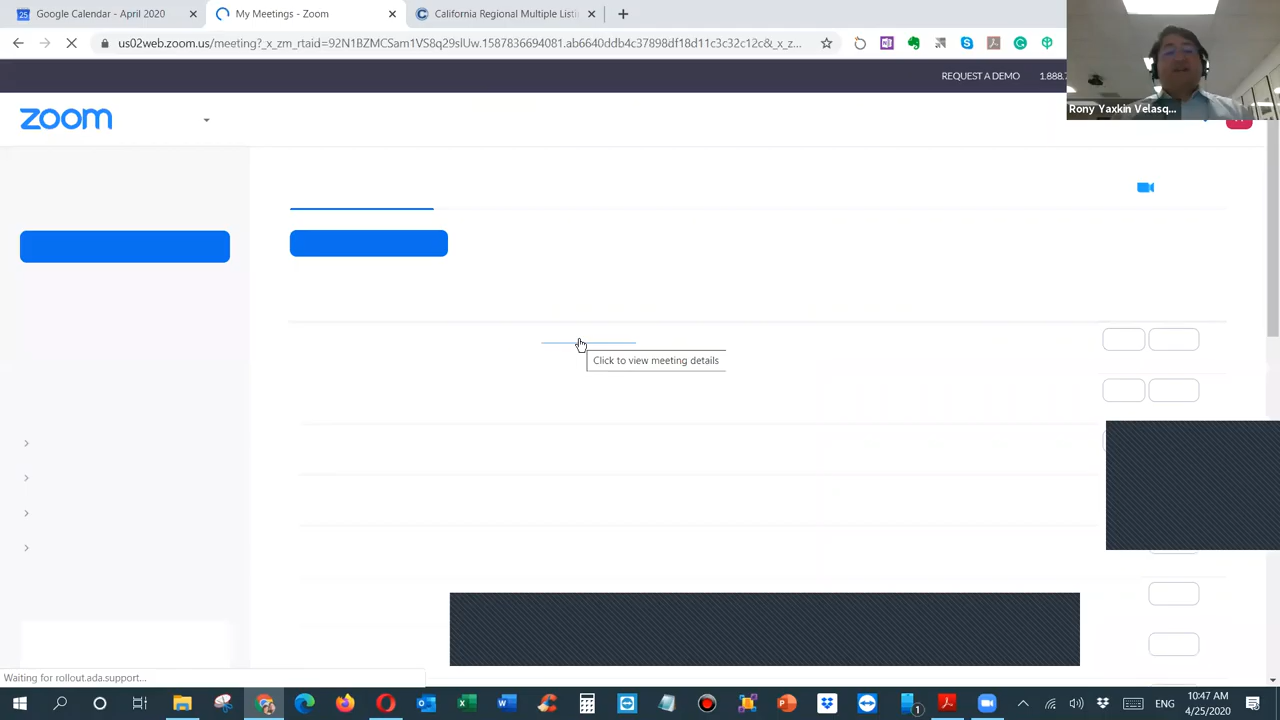 Google Calendar - April 2020
My Meetings - Zoom
California Regional Multiple Listi
us02web.zoom.us/meeting?_x_zm_rtaid=92N1BZMCSam1VS8q29sIUw.1587836694081.ab6640ddb4c37898df18d11c3c32c12c&_x_z...
REQUEST A DEMO
1.888.7
Rony Yaxkin Velasq...
zoom
Click to view meeting details
Waiting for rollout.ada.support...
ENG
10:47 AM
4/25/2020